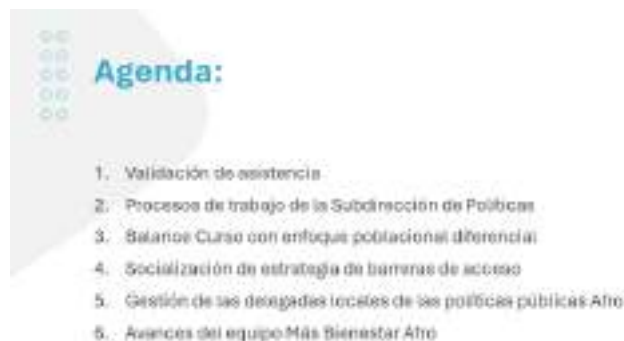 Agenda:
1. Validación de asistencia
2. Procesos de trabajo de la Subdirección de Políticas
3. Balance Curso con enfoque poblacional diferencial
4. Socialización de estrategia de barreras de acceso
5. Gestión de las delegadas locales de las políticas públicas Afro
6. Avances del equipo Más Bienestar Afro